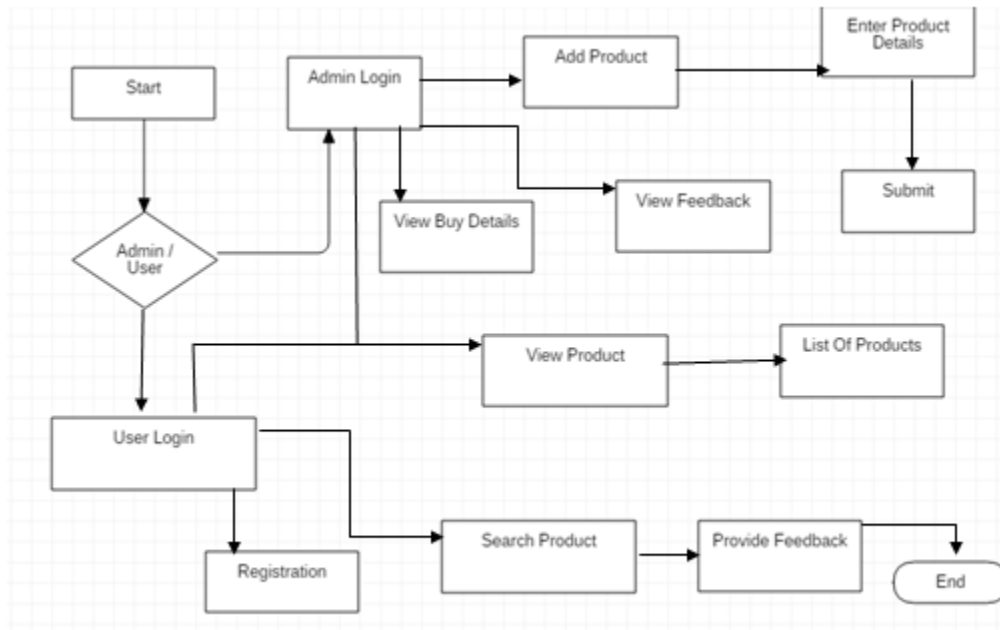 Enter Product
Details
Add Product
Admin Login
Start
Submit
View Feedback
View Buy Details
Admin /
User
List Of Products
View Product
User Login
Search Product
Provide Feedback
Registration
End